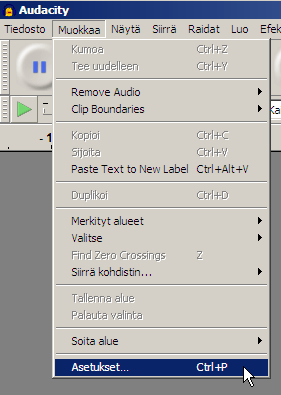 Audacity
Tiedosto Muokkaa Näytä Siirrä Raidat Luo Efek
Kumoa Ctrl+Z
Tee uudelleen Ctrl+Y
Remove Audio
Clip Boundaries
Kopioi Ctrl+C
Sijoita Ctrl+V
Paste Text to New Label Ctrl+Alt+V
Duplikoi Ctrl+D
Merkityt alueet
Valitse
Find Zero Crossings Z
Siirrä kohdistin...
Tallenna alue
Palauta valinta
Soita alue
Asetukset... Ctrl+P